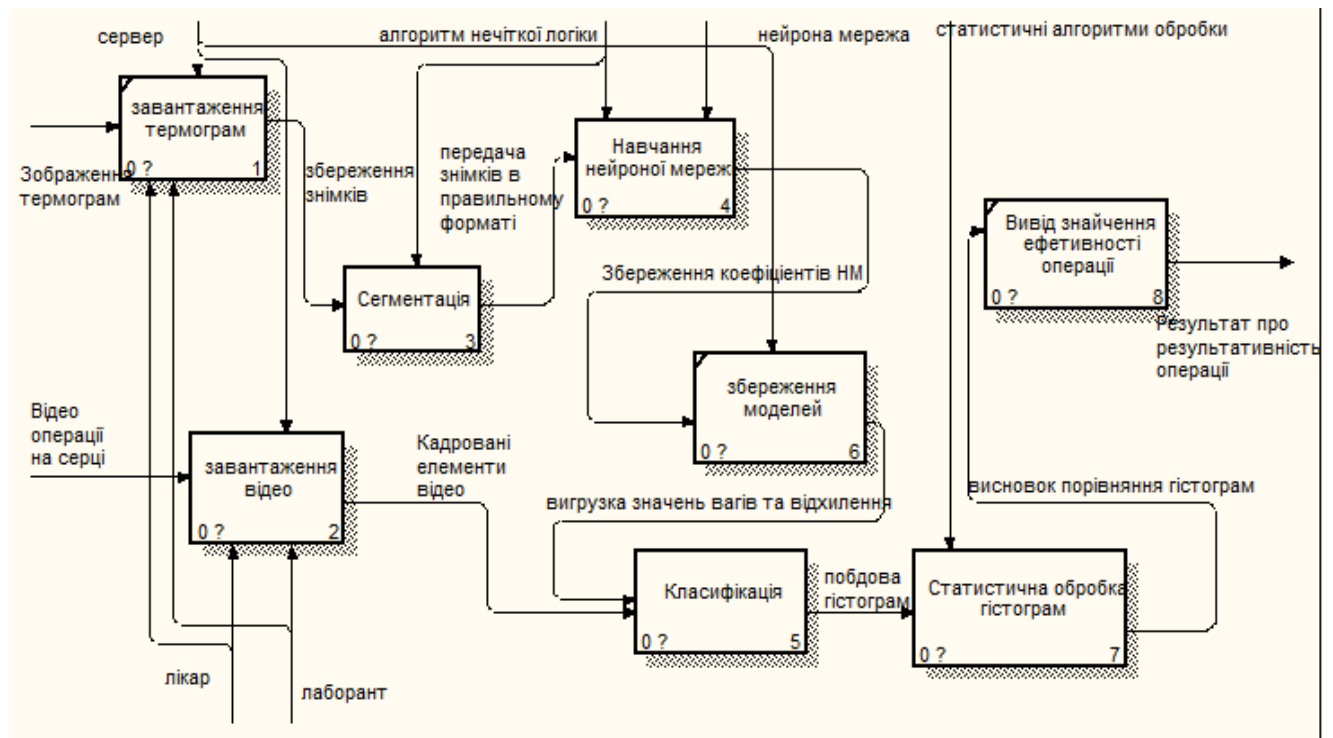 сервер
алгоритм нечіткої логіки
нейрона мережа
статистичні алгоритми обробки
завантаження
термограм
0 ?
1
Зображення
термограм
збереження
знімків
передача
знімків в
правильному
форматі
Навчання
нейроної мереж
0 ?
4
Вивід знайчення
ефетивності
операції
0 ?
8
Сегментація
0 ?
3
Збереження коефіціентів НМ
Результат про
результативність
операції
збереження
моделей
0 ?
6
Відео
операції
на серці
завантаження
відео
0 ?
2
Кадровані
елементи
відео
вигрузка значень вагів та відхилення
висновок порівняння гістограм
Класифікація
0 ?
5
побдова
гістограм
Статистична обробка
гістограм
0 ?
7
лікар
лаборант